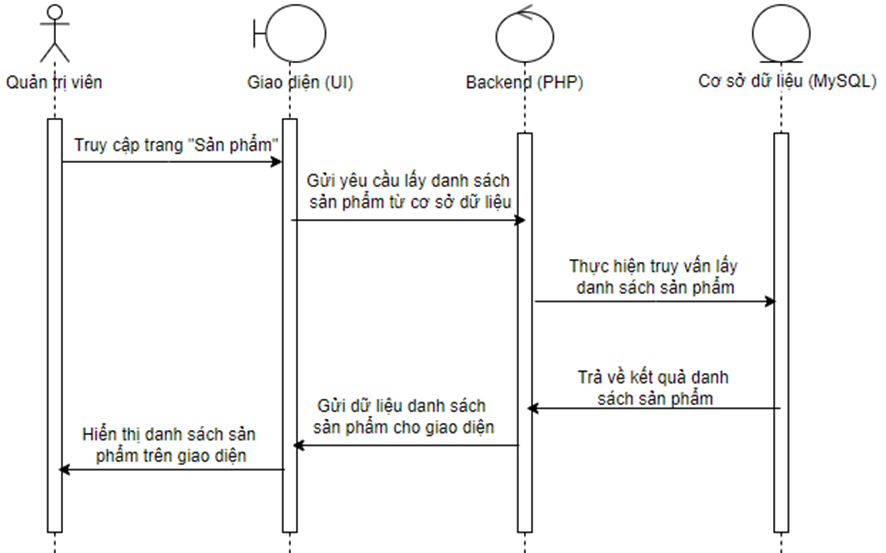 Quản trị viên
Giao diện (UI)
Backend (PHP)
Cơ sở dữ liệu (MySQL)
Truy cập trang "Sản phẩm"
Gửi yêu cầu lấy danh sách
sản phẩm từ cơ sở dữ liệu
Thực hiện truy vấn lấy
danh sách sản phẩm
Trả về kết quả danh
sách sản phẩm
Gửi dữ liệu danh sách
sản phẩm cho giao diện
Hiển thị danh sách sản
phẩm trên giao diện